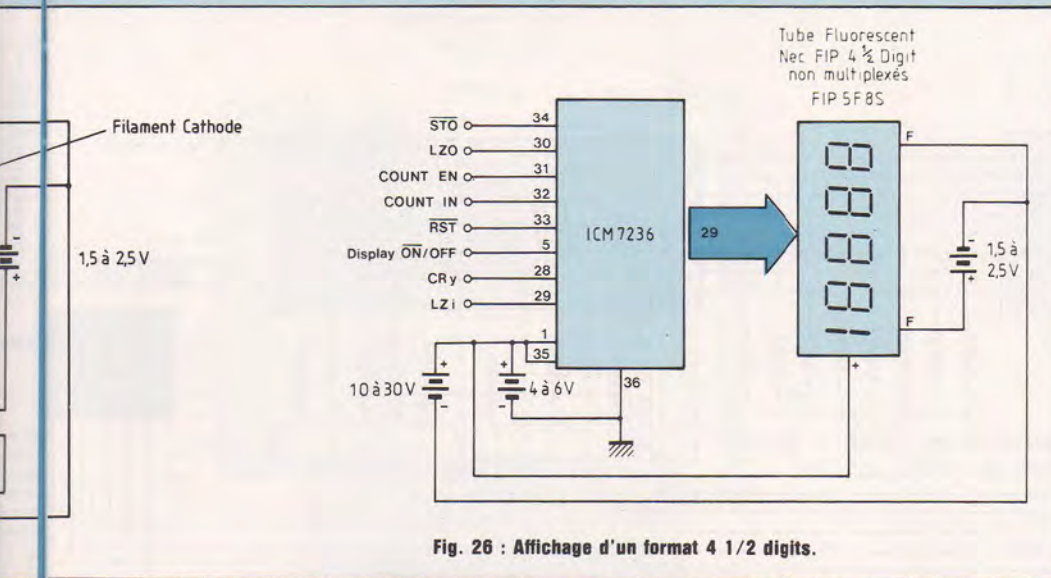 Filament Cathode
1,5 à 2,5 V
-
+
Tube Fluorescent
Nec FIP 4 ½ Digit
non multiplexés
FIP 5F8S
S̅T̅O̅ 34
LZO 30
COUNT EN 31
COUNT IN 32
R̅S̅T̅ 33
Display O̅N̅/OFF 5
CRy 28
LZi 29
1
35
36
ICM7236
29
F
F
+
-
1,5 à
2,5V
+
10 à 30V
+
-
+
4 à 6V
-
Fig. 26 : Affichage d'un format 4 1/2 digits.